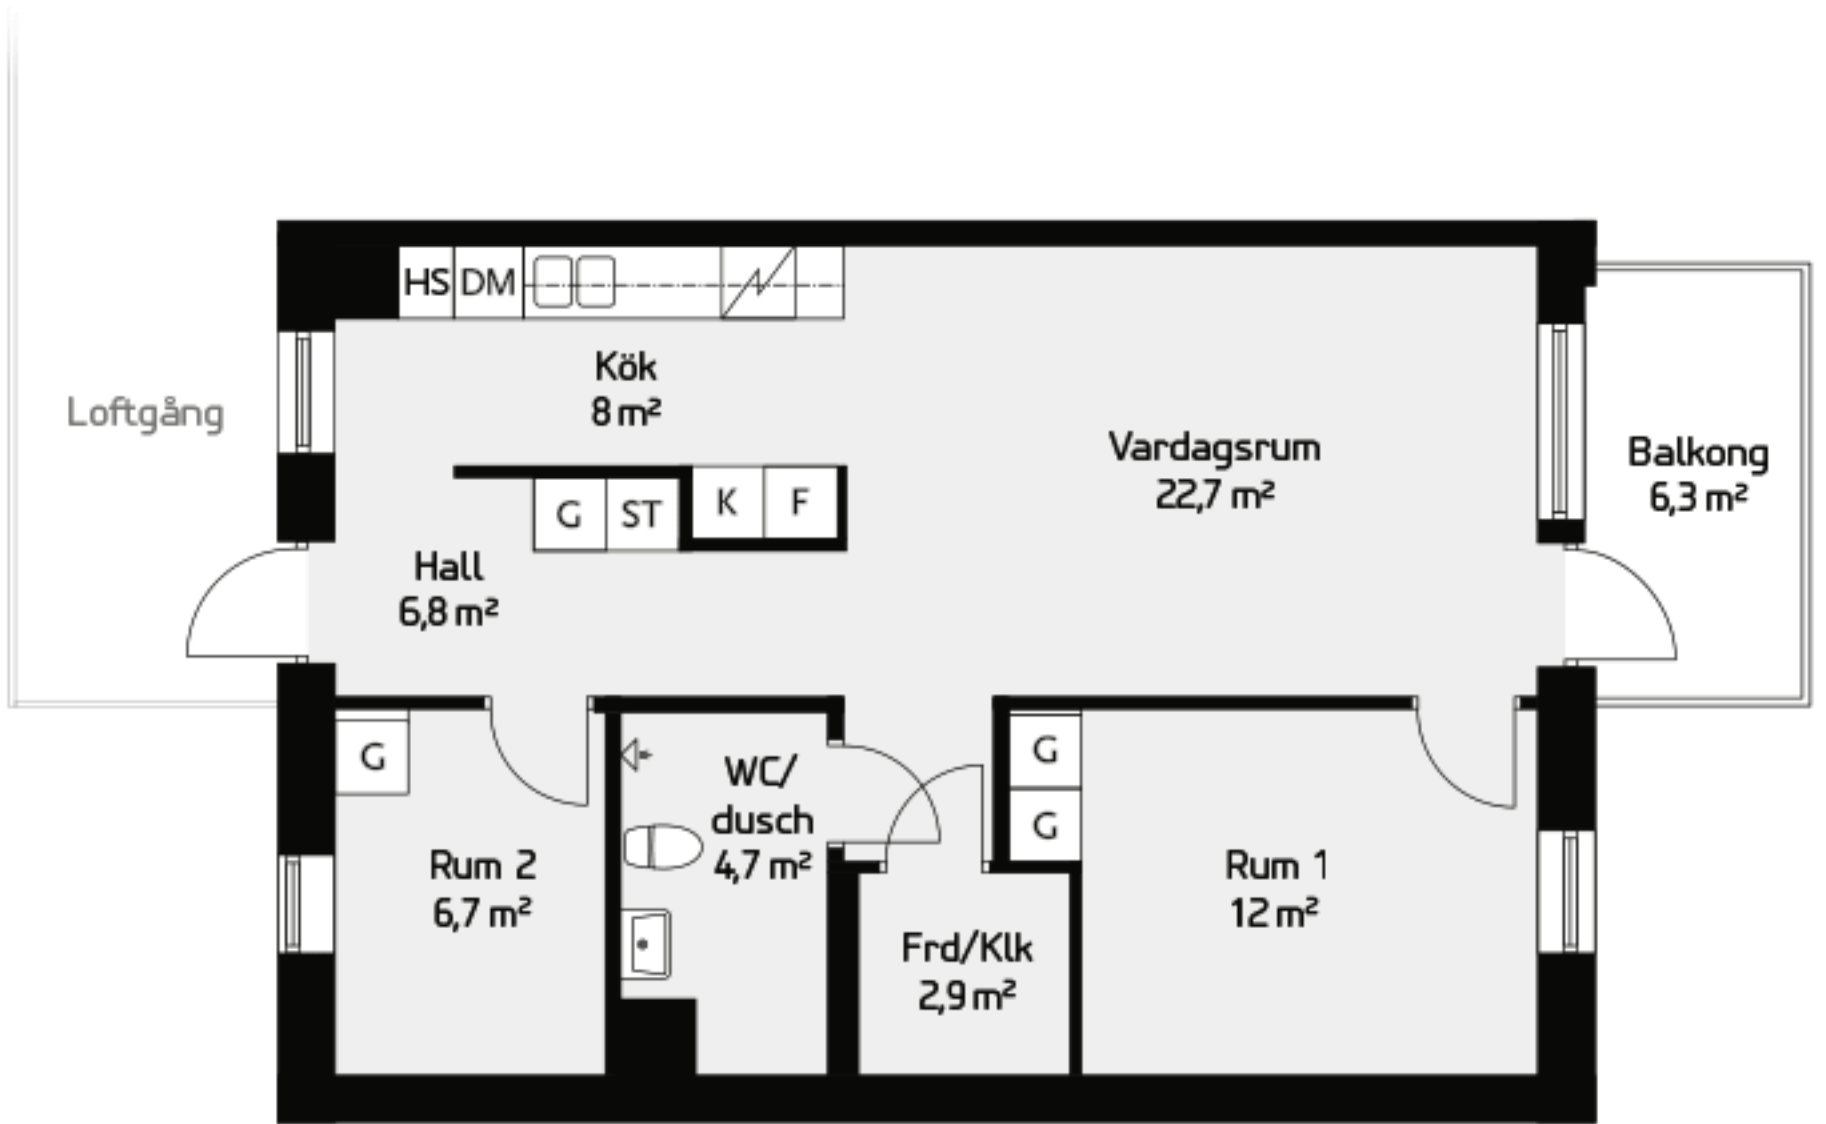 HS DM
Kök
8 m²
Loftgång
Vardagsrum
22,7 m²
Balkong
6,3 m²
G ST K F
Hall
6,8 m²
G
WC/
dusch
4,7 m²
G
G
Rum 2
6,7 m²
Rum 1
12 m²
Frd/Klk
2,9 m²